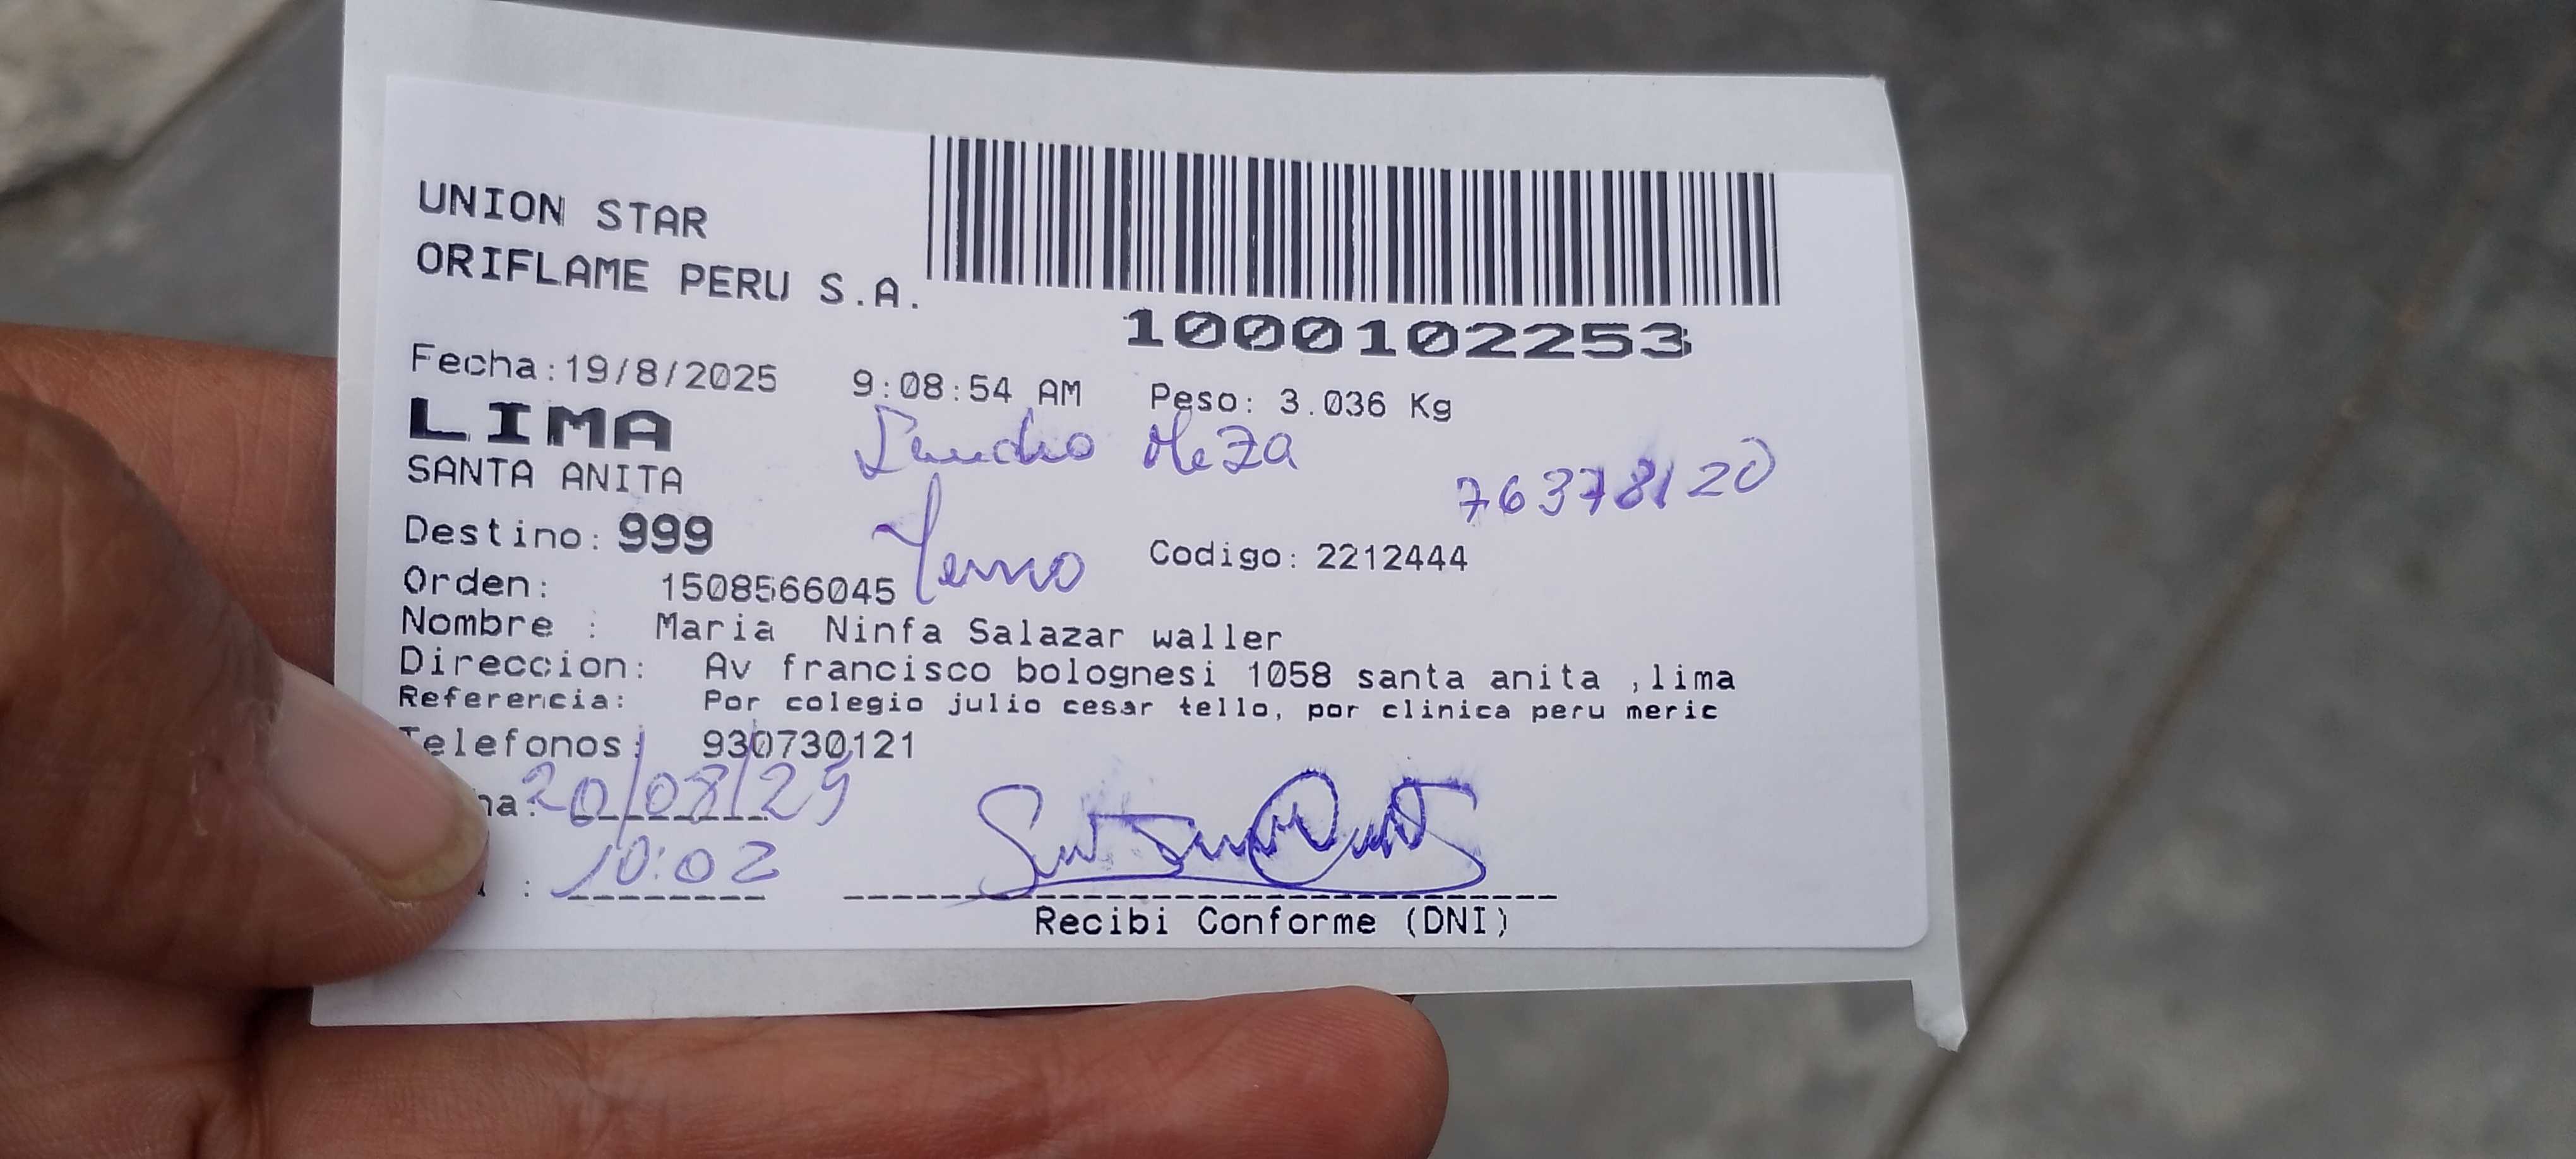 UNION STAR
ORIFLAME PERU S.A.
1000102253
Fecha:19/8/2025 9:08:54 AM Peso: 3.036 Kg
LIMA
Meza
SANTA ANITA
76378120
Destino: 999
Yerno
Codigo: 2212444
Orden: 1508566045
Nombre : Maria Ninfa Salazar waller
Direccion: Av francisco bolognesi 1058 santa anita ,lima
Referencia: Por colegio julio cesar tello, por clinica peru meric
Telefonos: 930730121
20/08/25
10:02
Recibi Conforme (DNI)